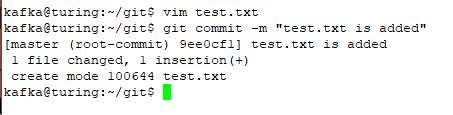 kafka@turing:~/git$ vim test.txt
kafka@turing:~/git$ git commit -m "test.txt is added"
[master (root-commit) 9ee0cf1] test.txt is added
 1 file changed, 1 insertion(+)
 create mode 100644 test.txt
kafka@turing:~/git$